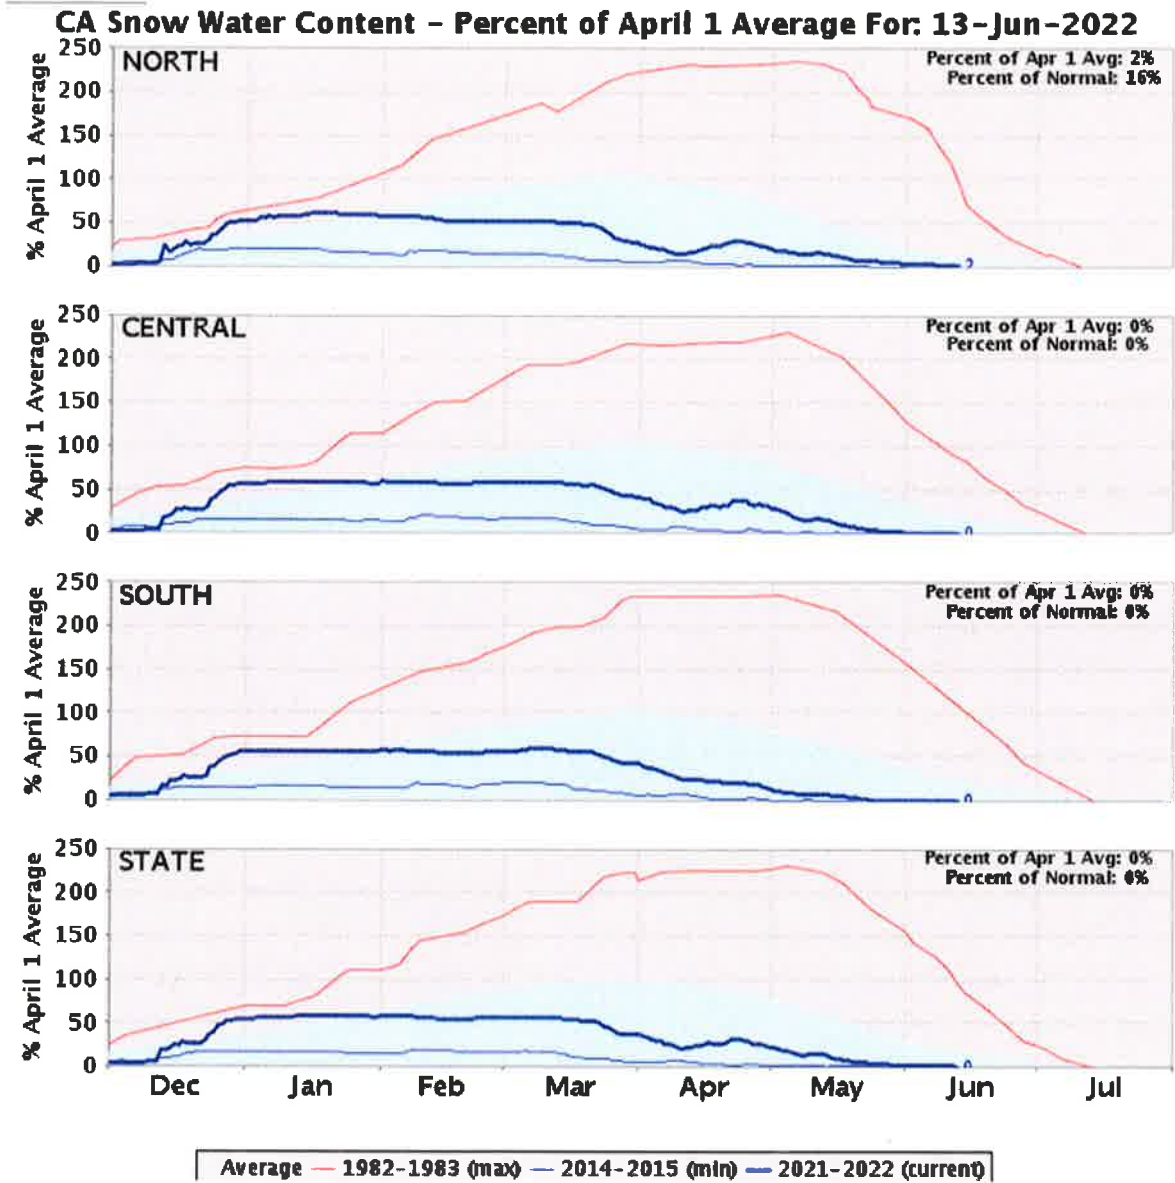 CA Snow Water Content - Percent of April 1 Average For: 13-Jun-2022
250
200
150
100
50
0
% April 1 Average
NORTH
Percent of Apr 1 Avg: 2%
Percent of Normal: 16%
2
250
200
150
100
50
0
% April 1 Average
CENTRAL
Percent of Apr 1 Avg: 0%
Percent of Normal: 0%
0
250
200
150
100
50
0
% April 1 Average
SOUTH
Percent of Apr 1 Avg: 0%
Percent of Normal: 0%
0
250
200
150
100
50
0
% April 1 Average
STATE
Percent of Apr 1 Avg: 0%
Percent of Normal: 0%
0
Dec Jan Feb Mar Apr May Jun Jul
Average 1982-1983 (max) 2014-2015 (min) 2021-2022 (current)